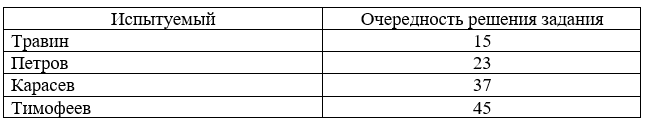 Испытуемый Очередность решения задания
Травин 15
Петров 23
Карасев 37
Тимофеев 45